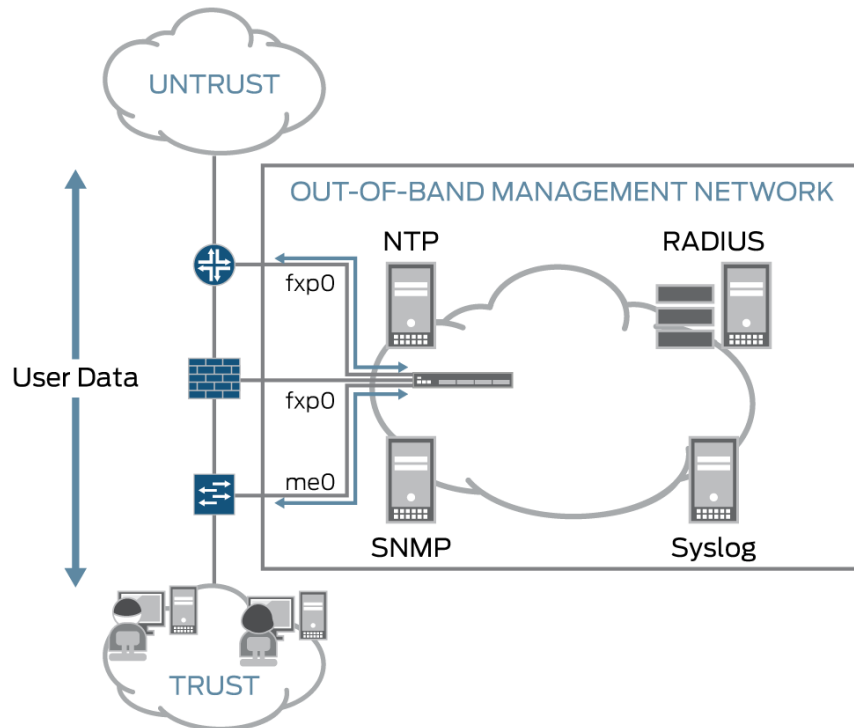 UNTRUST
OUT-OF-BAND MANAGEMENT NETWORK
NTP
RADIUS
fxp0
User Data
fxp0
me0
SNMP
Syslog
TRUST